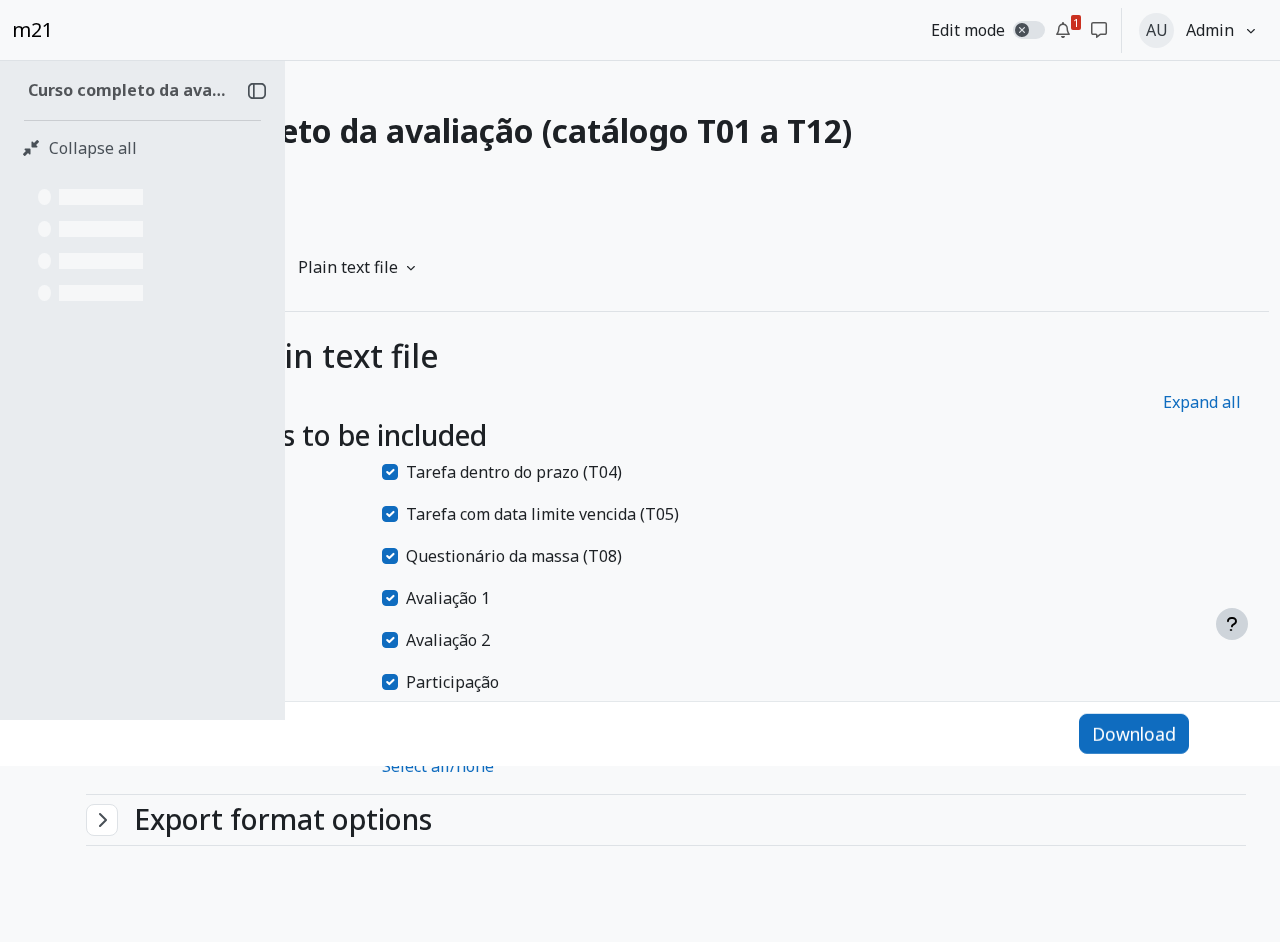 m21
Edit mode
1
AU
Admin
Curso completo da ava...
Collapse all
eto da avaliação (catálogo T01 a T12)
Plain text file
in text file
Expand all
s to be included
Tarefa dentro do prazo (T04)
Tarefa com data limite vencida (T05)
Questionário da massa (T08)
Avaliação 1
Avaliação 2
?
Participação
Download
Select all/none
Export format options